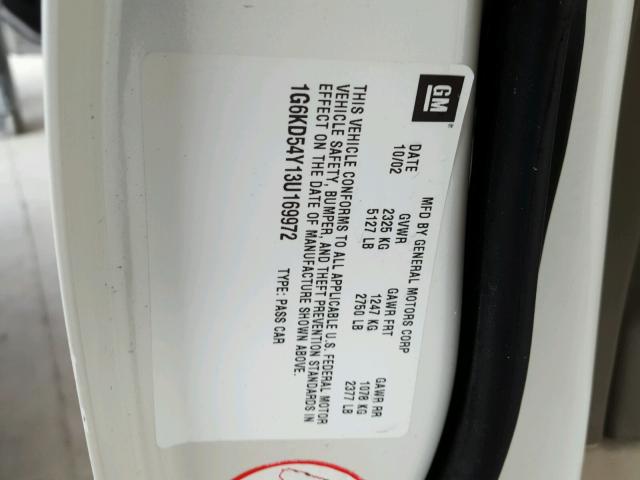 GM®
MFD BY GENERAL MOTORS CORP
DATE GVWR GAWR FRT GAWR RR
10/02 2325 KG 1247 KG 1078 KG
5127 LB 2750 LB 2377 LB
THIS VEHICLE CONFORMS TO ALL APPLICABLE U.S. FEDERAL MOTOR
VEHICLE SAFETY, BUMPER, AND THEFT PREVENTION STANDARDS IN
EFFECT ON THE DATE OF MANUFACTURE SHOWN ABOVE.
1G6KD54Y13U169972 TYPE: PASS CAR